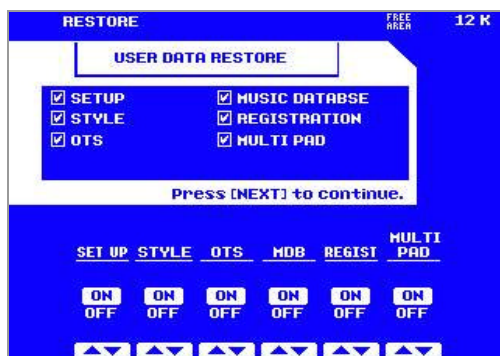 RESTORE FREE AREA 12 K
USER DATA RESTORE
SETUP MUSIC DATABSE
STYLE REGISTRATION
OTS MULTI PAD
Press [NEXT] to continue.
SET UP STYLE OTS MDB REGIST MULTI PAD
ON ON ON ON ON ON
OFF OFF OFF OFF OFF OFF